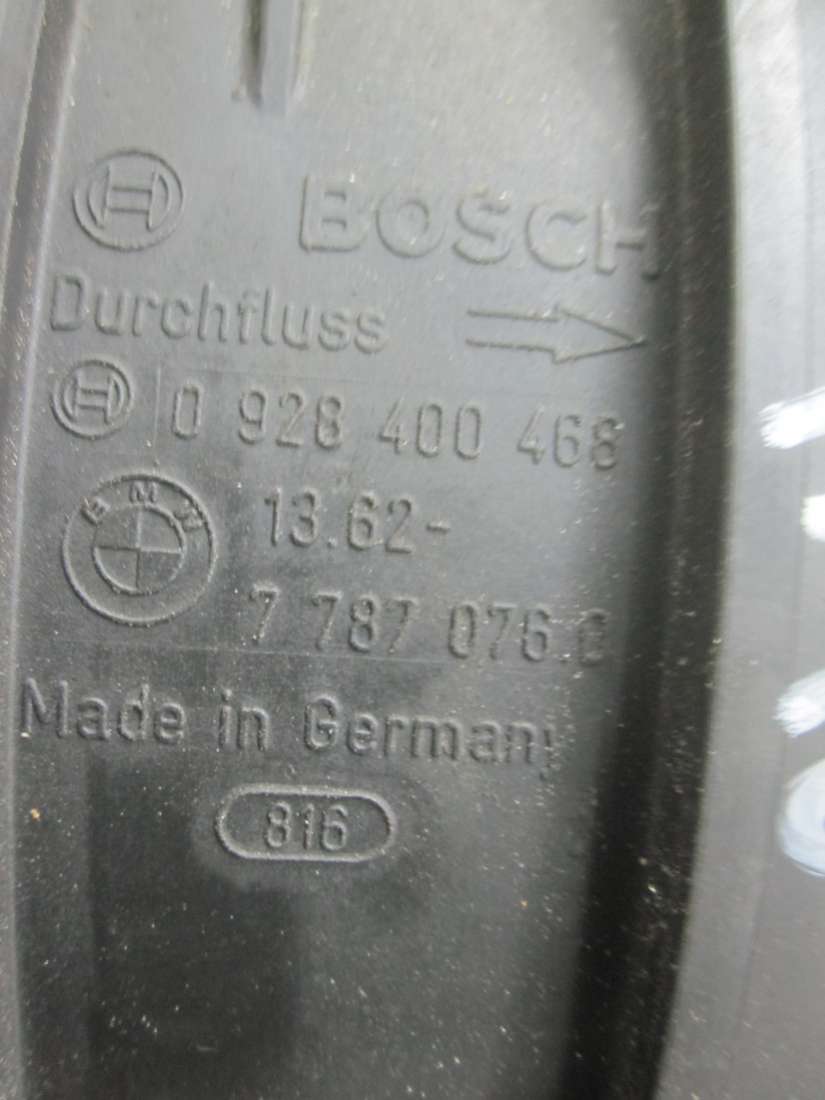 BOSCH
Durchfluss
0 928 400 468
BMW
13.62-
7 787 076.0
Made in Germany
816